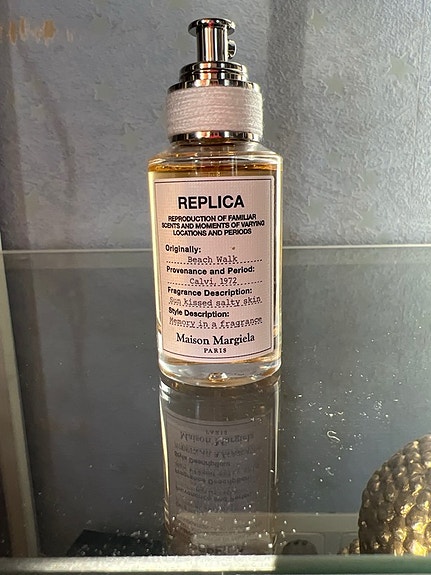 REPLICA
REPRODUCTION OF FAMILIAR
SCENTS AND MOMENTS OF VARYING
LOCATIONS AND PERIODS
Originally:
Beach Walk
Provenance and Period:
Calvi, 1972
Fragrance Description:
Sun kissed salty skin
Style Description:
Memory in a fragrance
Maison Margiela
PARIS